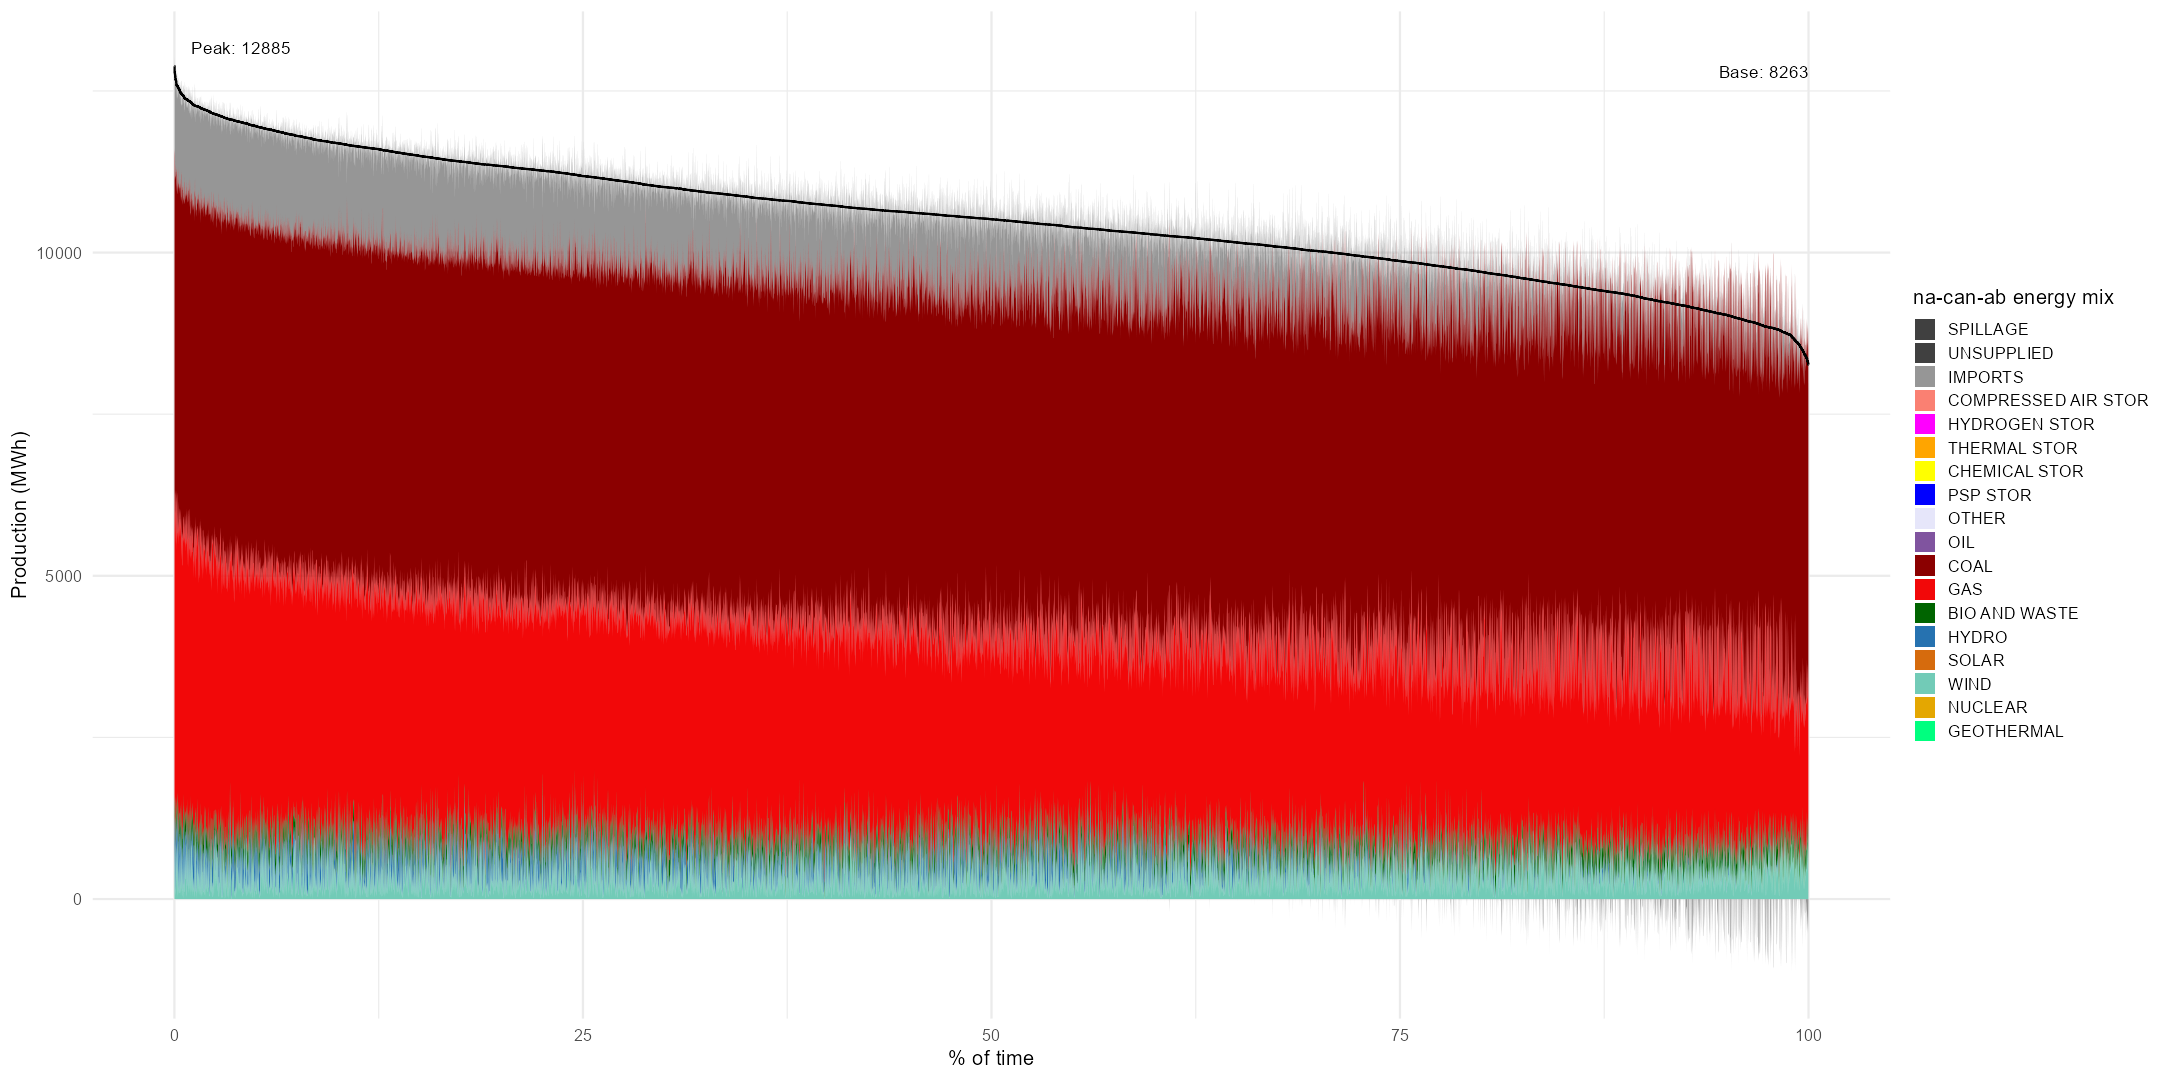 Peak: 12885
Base: 8263
10000
5000
0
Production (MWh)
0 25 50 75 100
% of time
na-can-ab energy mix
SPILLAGE
UNSUPPLIED
IMPORTS
COMPRESSED AIR STOR
HYDROGEN STOR
THERMAL STOR
CHEMICAL STOR
PSP STOR
OTHER
OIL
COAL
GAS
BIO AND WASTE
HYDRO
SOLAR
WIND
NUCLEAR
GEOTHERMAL